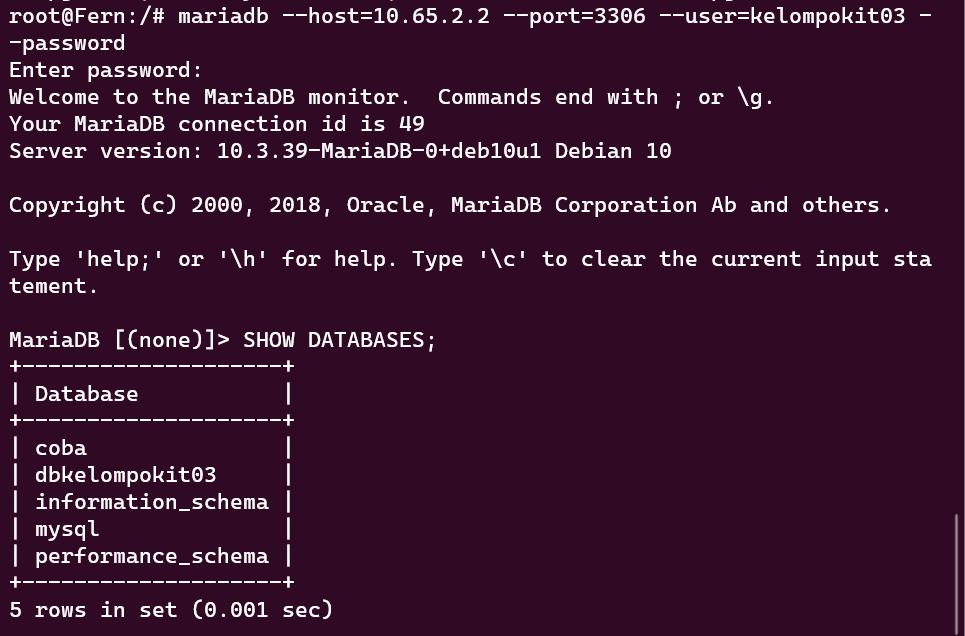 root@Fern:/# mariadb --host=10.65.2.2 --port=3306 --user=kelompokit03 -
-password
Enter password:
Welcome to the MariaDB monitor.  Commands end with ; or \g.
Your MariaDB connection id is 49
Server version: 10.3.39-MariaDB-0+deb10u1 Debian 10

Copyright (c) 2000, 2018, Oracle, MariaDB Corporation Ab and others.

Type 'help;' or '\h' for help. Type '\c' to clear the current input sta
tement.

MariaDB [(none)]> SHOW DATABASES;
+--------------------+
| Database           |
+--------------------+
| coba               |
| dbkelompokit03     |
| information_schema |
| mysql              |
| performance_schema |
+--------------------+
5 rows in set (0.001 sec)